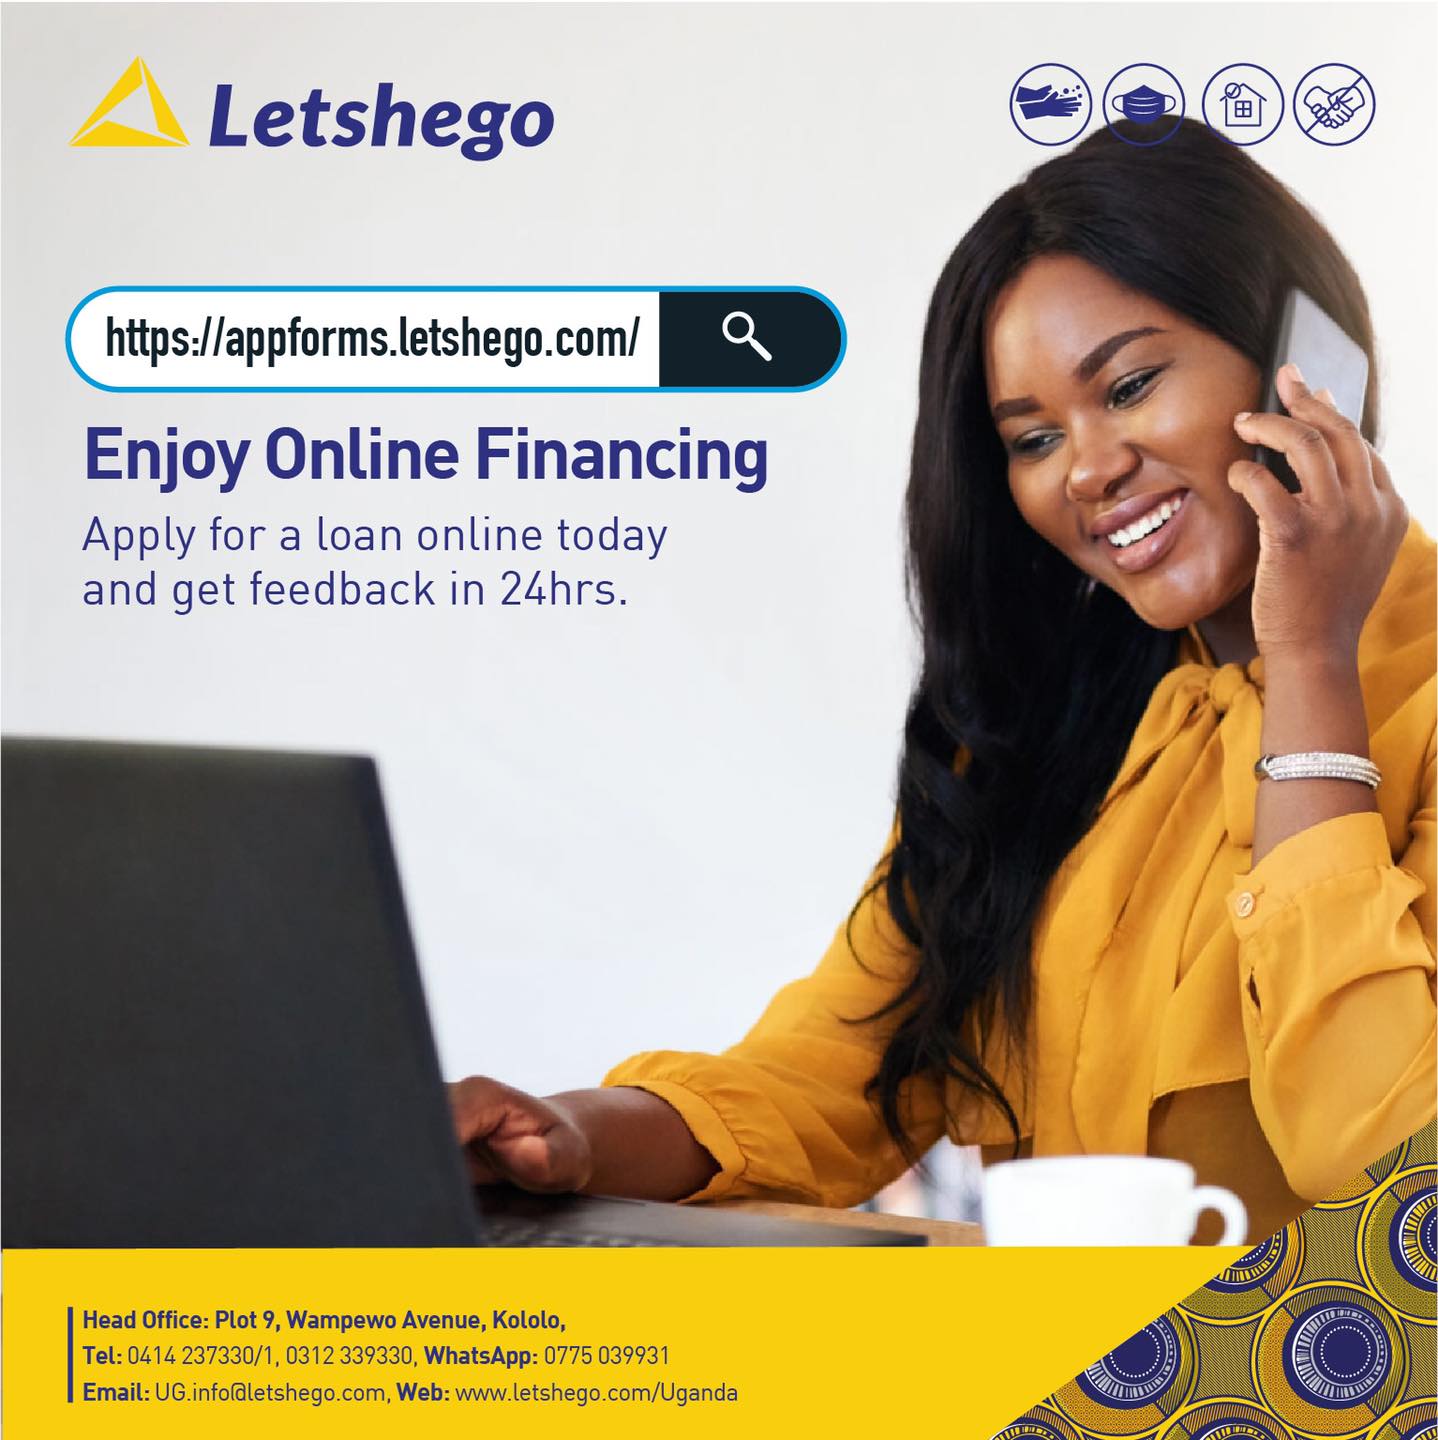 Letshego
https://appforms.letshego.com/
Enjoy Online Financing
Apply for a loan online today
and get feedback in 24hrs.
Head Office: Plot 9, Wampewo Avenue, Kololo,
Tel: 0414 237330/1, 0312 339330, WhatsApp: 0775 039931
Email: UG.info@letshego.com, Web: www.letshego.com/Uganda